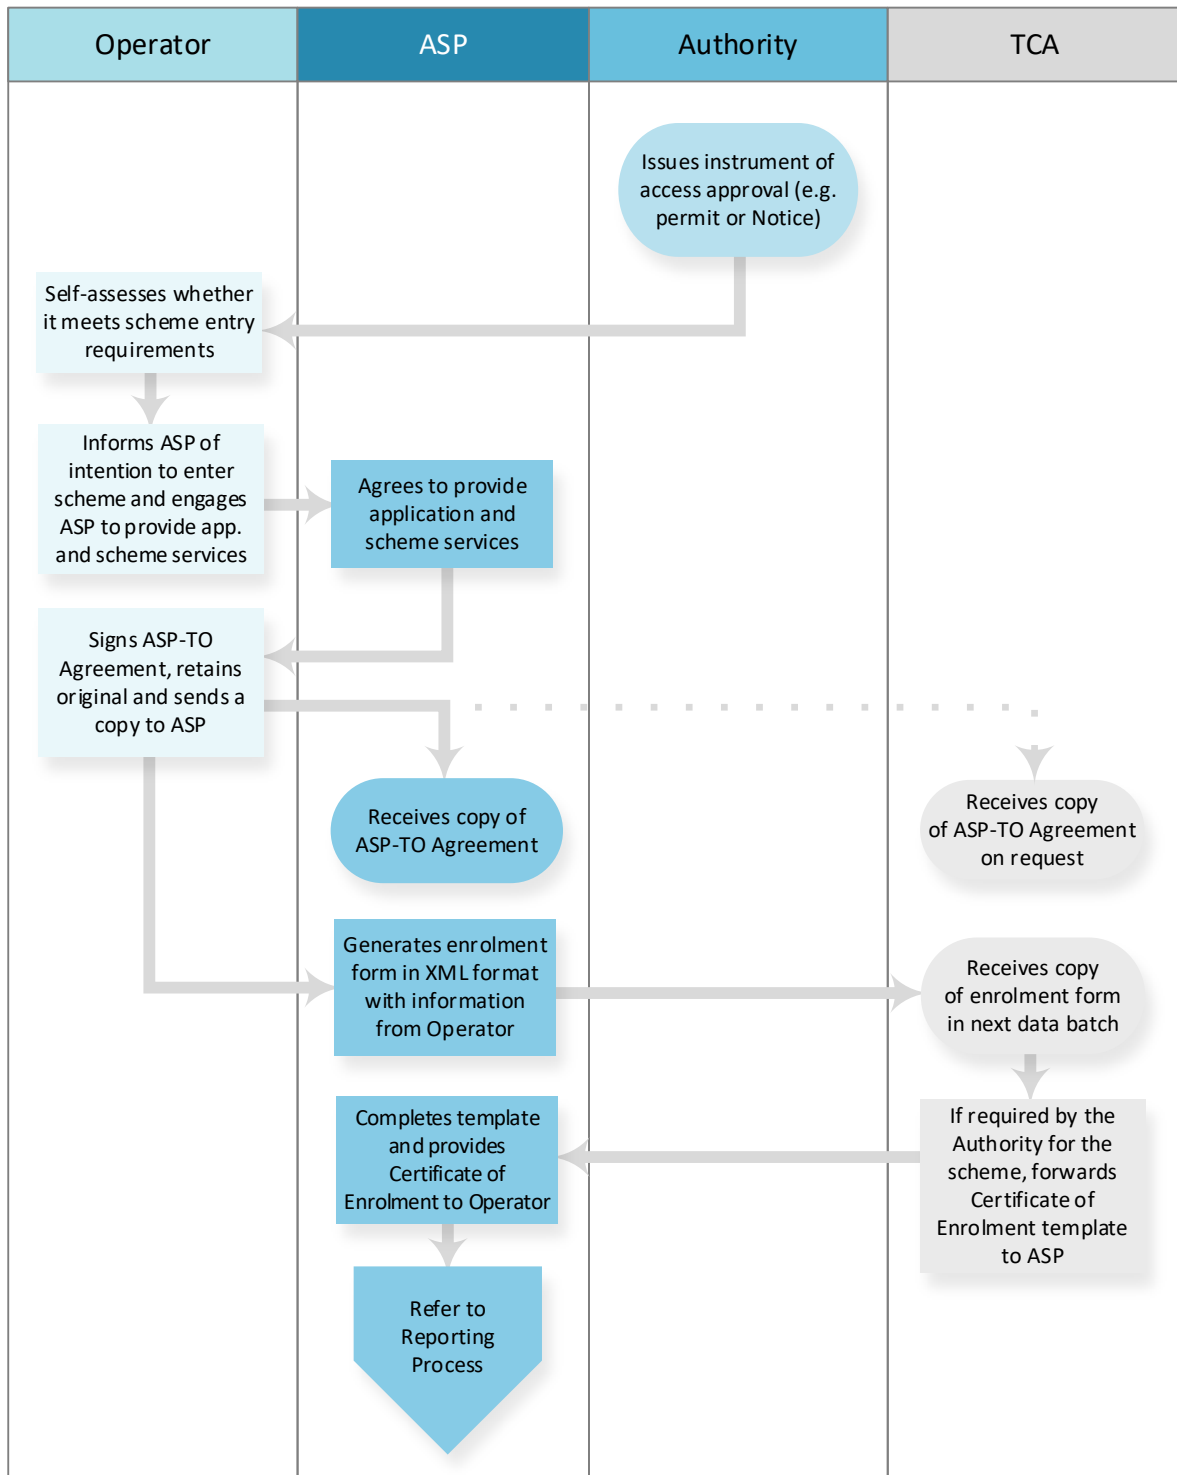 Operator
ASP
Authority
TCA
Issues instrument of
access approval (e.g.
permit or Notice)
Self-assesses whether
it meets scheme entry
requirements
Informs ASP of
intention to enter
scheme and engages
ASP to provide app.
and scheme services
Agrees to provide
application and
scheme services
Signs ASP-TO
Agreement, retains
original and sends a
copy to ASP
Receives copy of
ASP-TO Agreement
Receives copy
of ASP-TO Agreement
on request
Generates enrolment
form in XML format
with information
from Operator
Receives copy
of enrolment form
in next data batch
Completes template
and provides
Certificate of
Enrolment to Operator
If required by the
Authority for the
scheme, forwards
Certificate of
Enrolment template
to ASP
Refer to
Reporting
Process